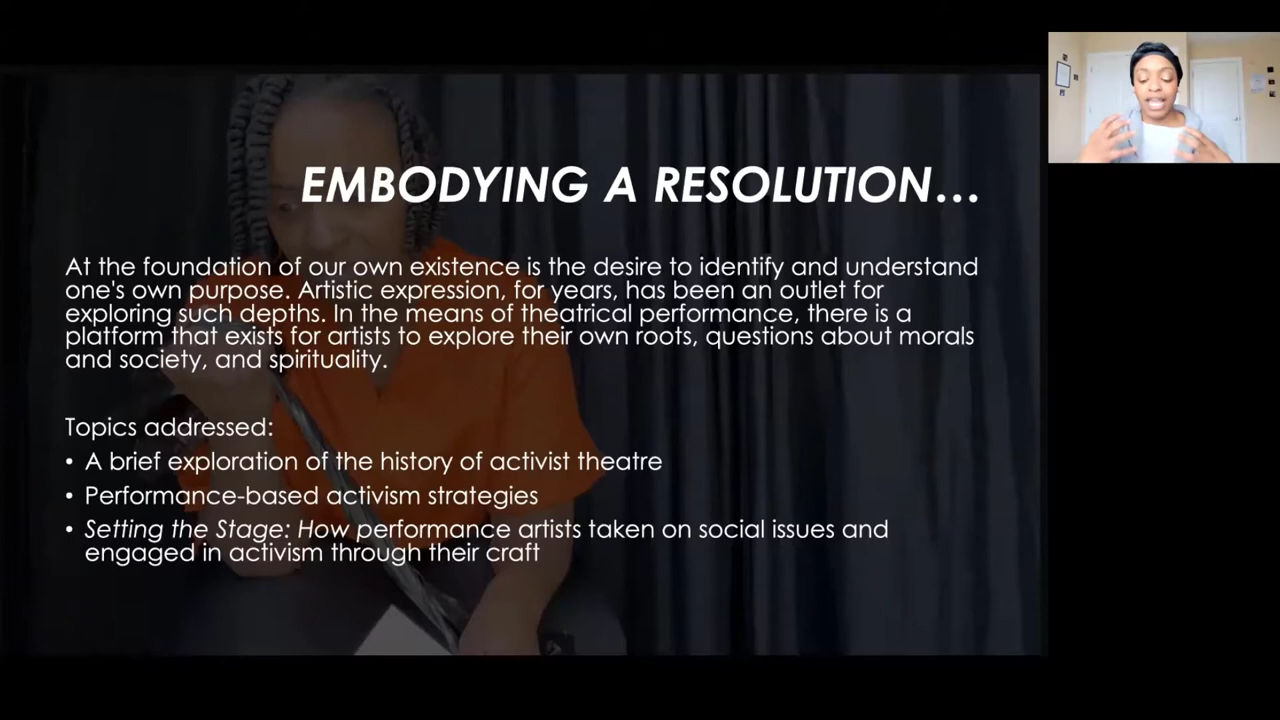 EMBODYING A RESOLUTION...
At the foundation of our own existence is the desire to identify and understand
one's own purpose. Artistic expression, for years, has been an outlet for
exploring such depths. In the means of theatrical performance, there is a
platform that exists for artists to explore their own roots, questions about morals
and society, and spirituality.
Topics addressed:
• A brief exploration of the history of activist theatre
• Performance-based activism strategies
• Setting the Stage: How performance artists taken on social issues and
engaged in activism through their craft